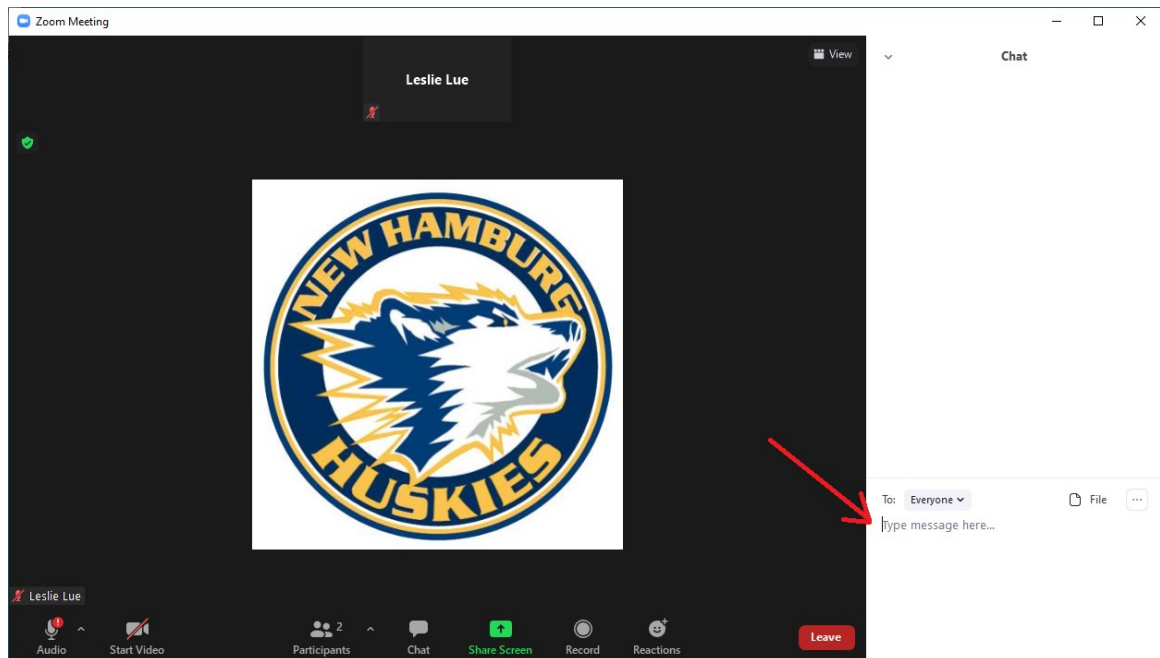 Zoom Meeting
Leslie Lue
View
Chat
NEW HAMBURG
HUSKIES
To: Everyone
File
Type message here...
Leslie Lue
Audio
Start Video
2
Participants
Chat
Share Screen
Record
Reactions
Leave